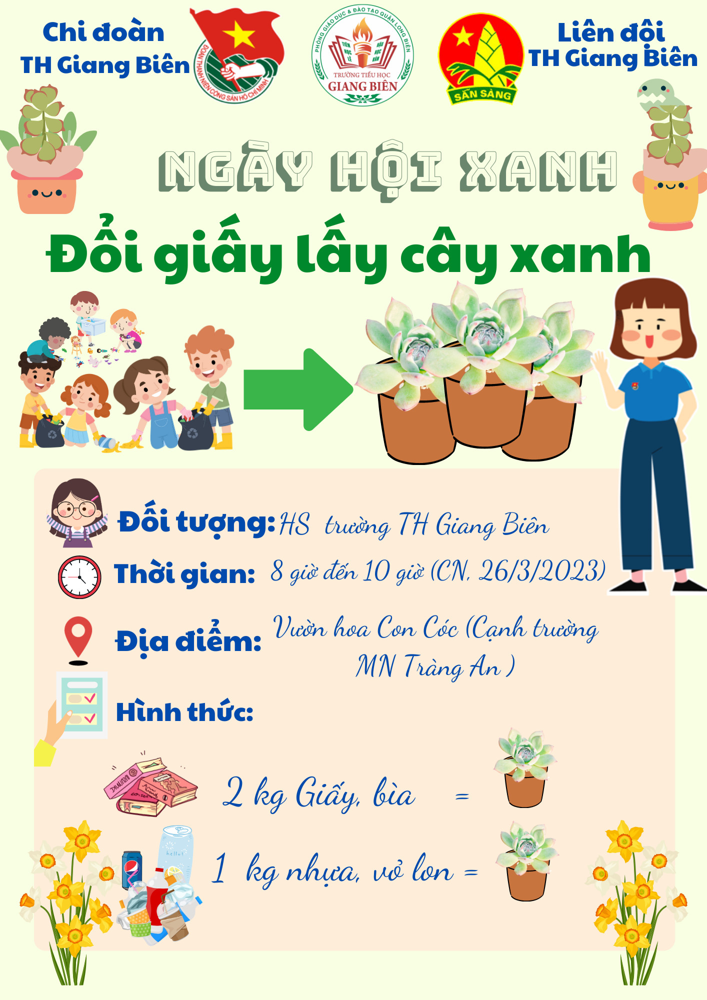 Chi đoàn
TH Giang Biên
ĐOÀN THANH NIÊN CỘNG SẢN HỒ CHÍ MINH
PHÒNG GIÁO DỤC & ĐÀO TẠO QUẬN LONG BIÊN
TIÊN HỌC LỄ
HẬU HỌC VĂN
TRƯỜNG TIỂU HỌC
GIANG BIÊN
SẴN SÀNG
Liên đội
TH Giang Biên
NGÀY HỘI XANH
Đổi giấy lấy cây xanh
Đối tượng: HS trường TH Giang Biên
Thời gian: 8 giờ đến 10 giờ (CN, 26/3/2023)
Địa điểm: Vườn hoa Con Cóc (Cạnh trường
MN Tràng An )
Hình thức:
2 kg Giấy, bìa =
hello!
1 kg nhựa, vỏ lon =